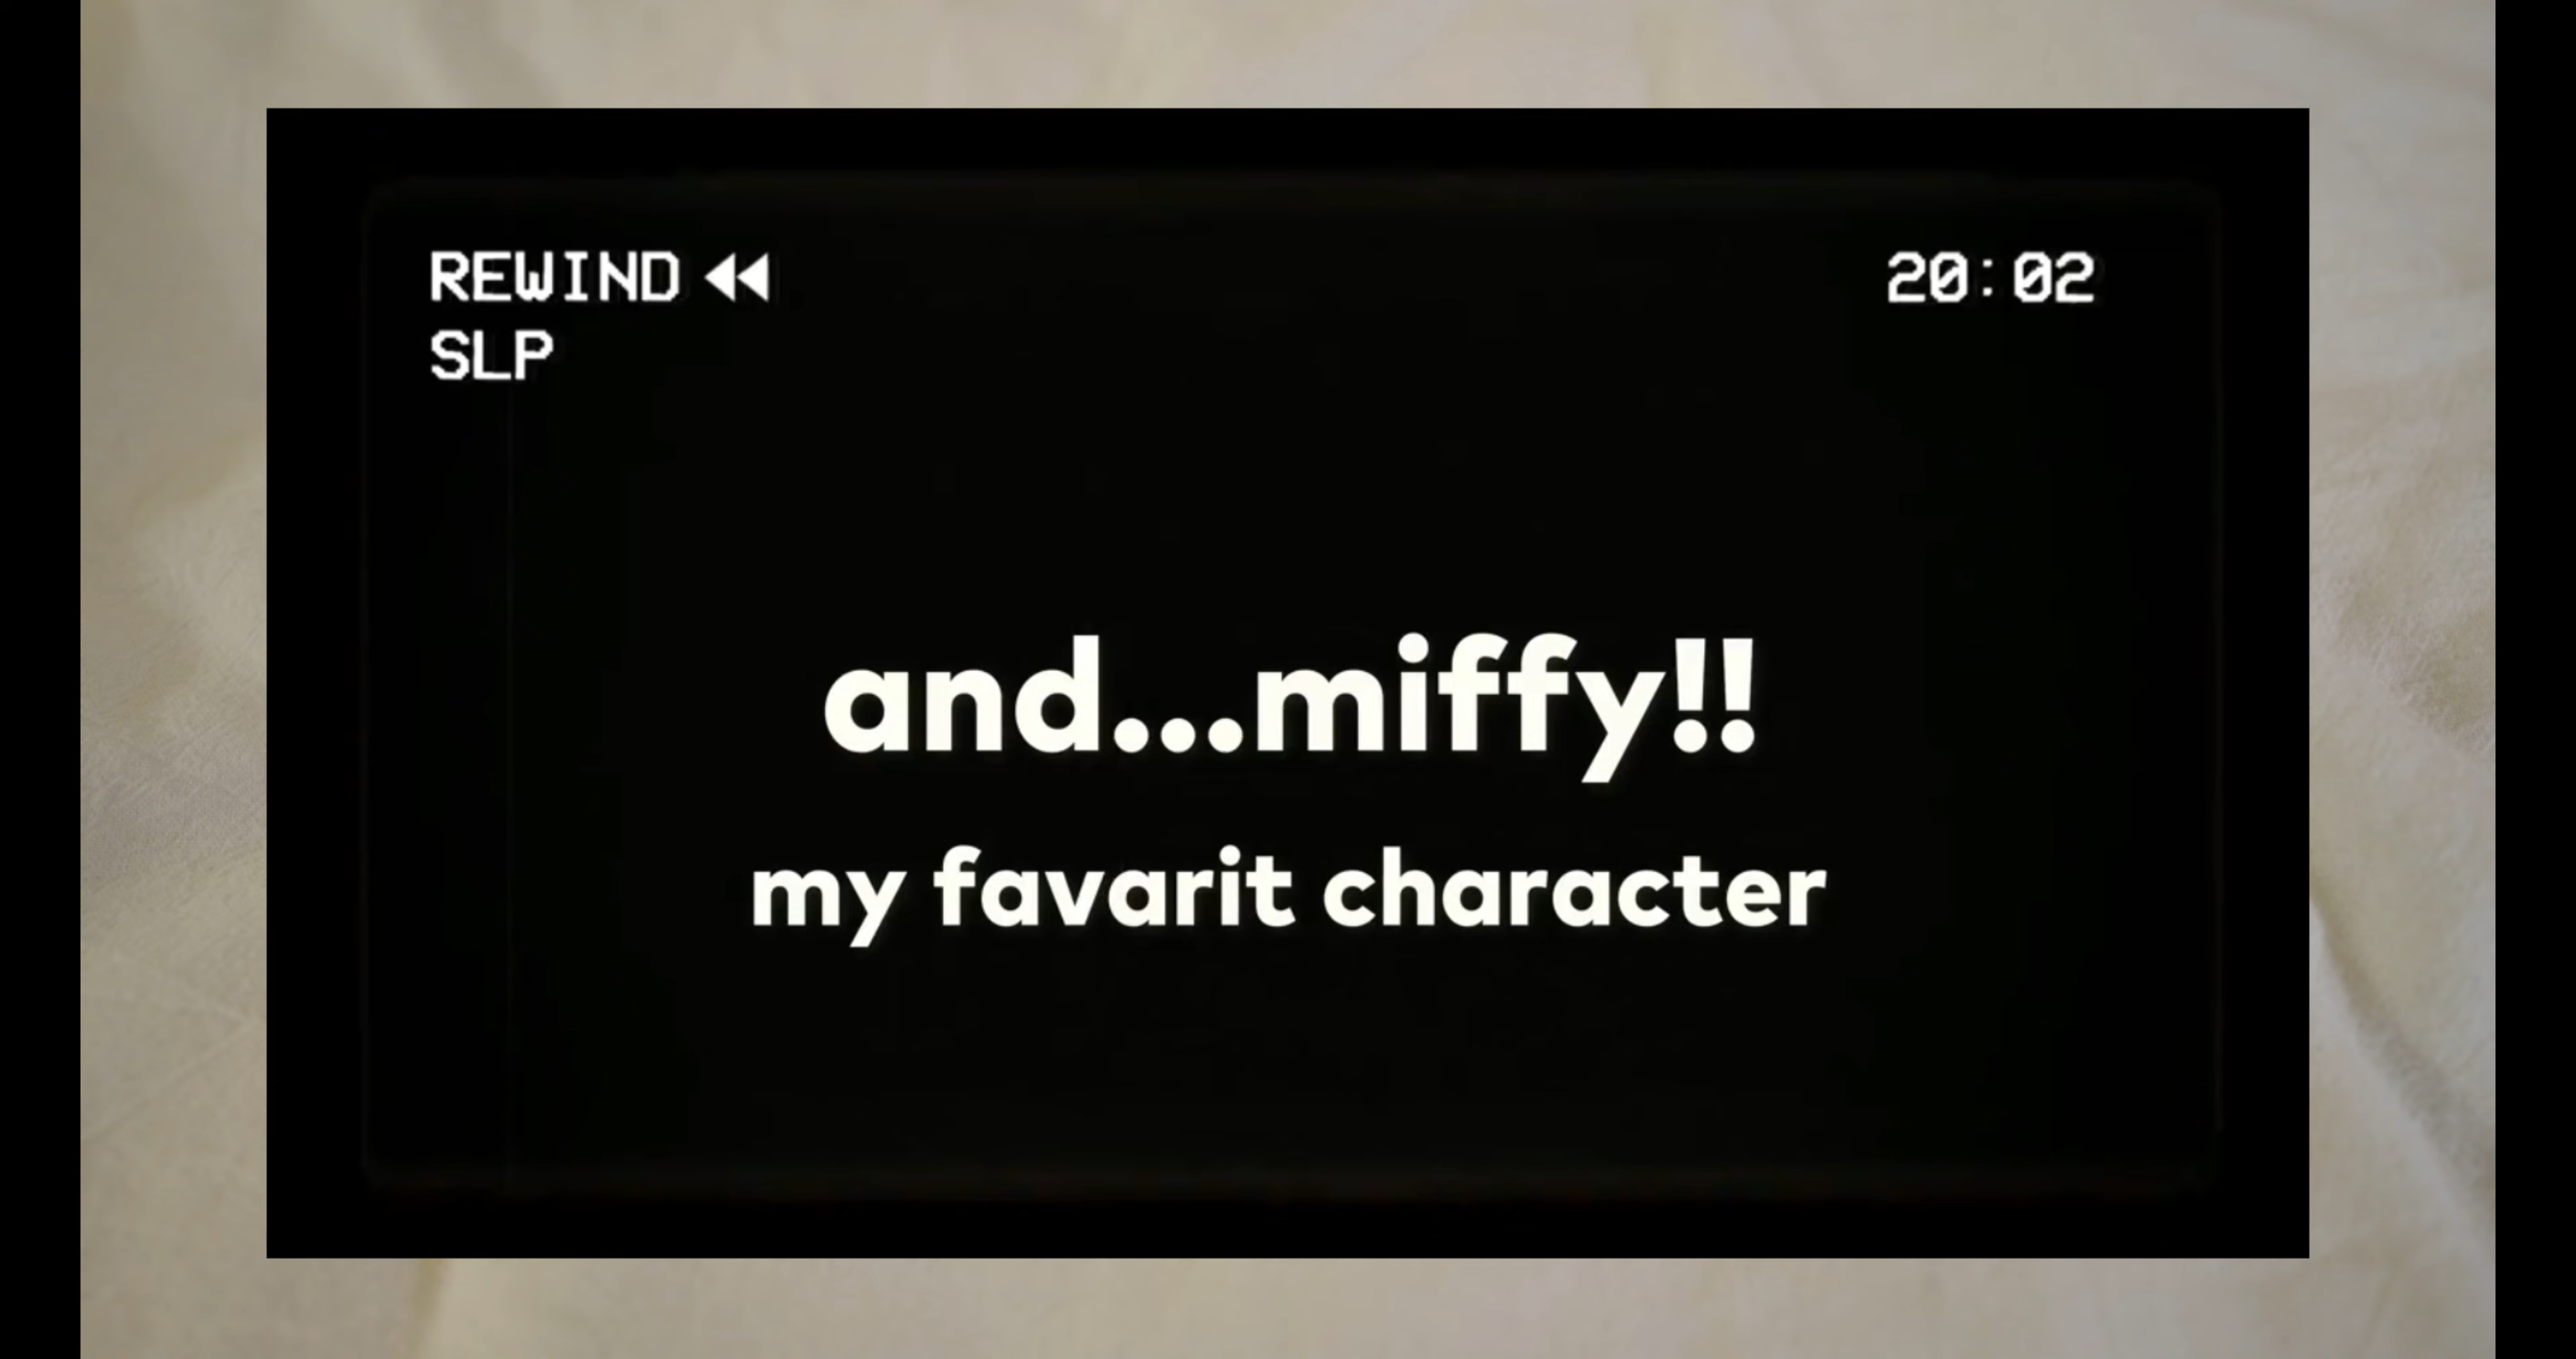 REWIND ◀◀
20:02
SLP
and...miffy!!
my favarit character